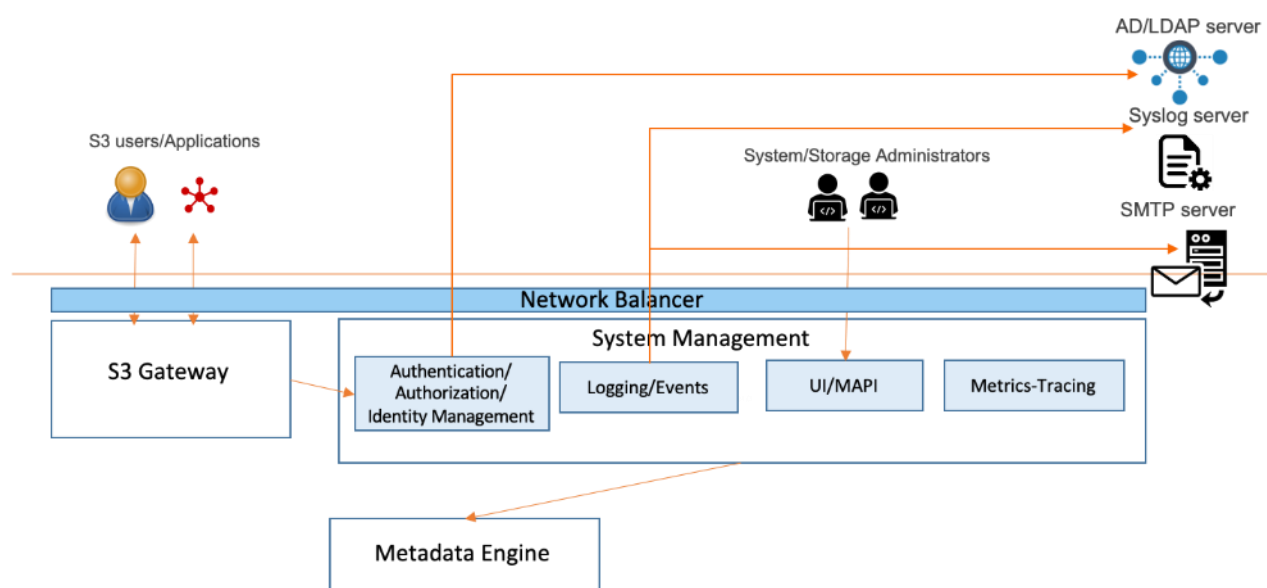 AD/LDAP server
Syslog server
S3 users/Applications
System/Storage Administrators
SMTP server
Network Balancer
System Management
S3 Gateway
Authentication/
Authorization/
Identity Management
Logging/Events
UI/MAPI
Metrics-Tracing
Metadata Engine